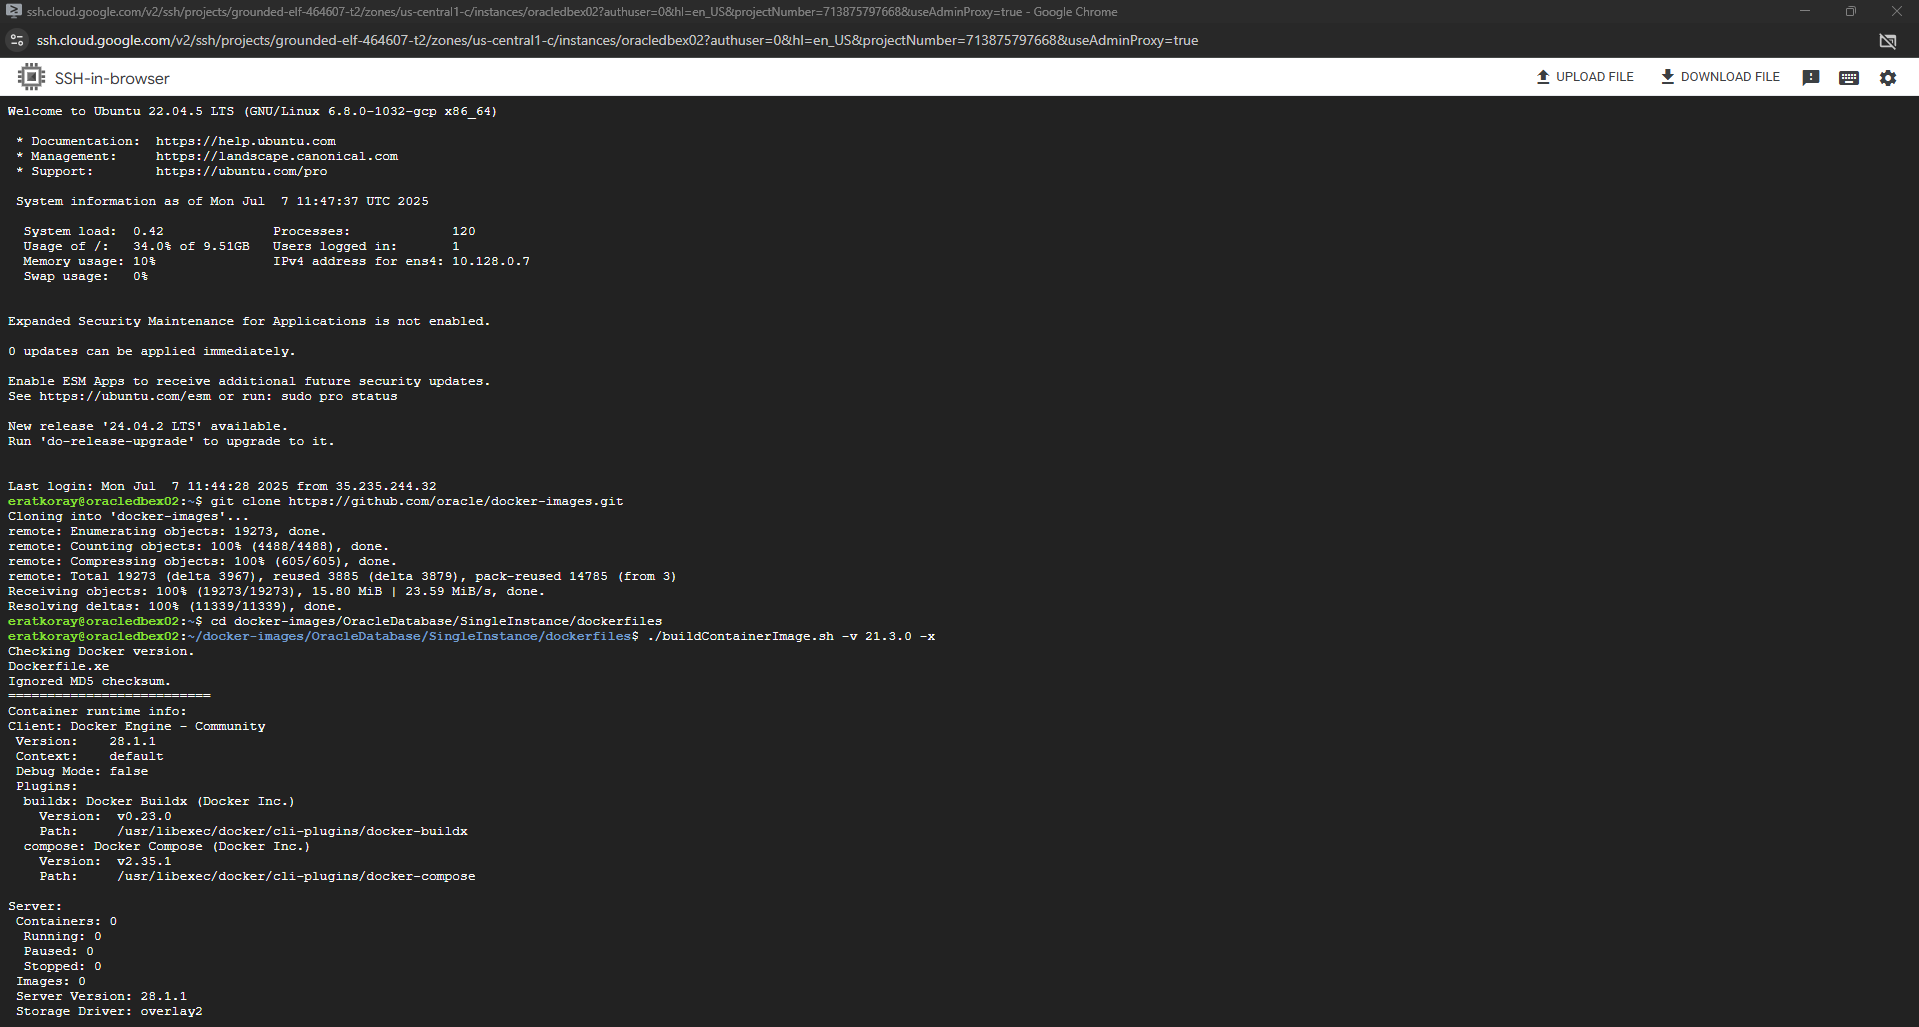 ssh.cloud.google.com/v2/ssh/projects/grounded-elf-464607-t2/zones/us-central1-c/instances/oracledbex02?authuser=0&hl=en_US&projectNumber=713875797668&useAdminProxy=true - Google Chrome
ssh.cloud.google.com/v2/ssh/projects/grounded-elf-464607-t2/zones/us-central1-c/instances/oracledbex02?authuser=0&hl=en_US&projectNumber=713875797668&useAdminProxy=true
SSH-in-browser UPLOAD FILE DOWNLOAD FILE
Welcome to Ubuntu 22.04.5 LTS (GNU/Linux 6.8.0-1032-gcp x86_64)
* Documentation:  https://help.ubuntu.com
* Management:     https://landscape.canonical.com
* Support:        https://ubuntu.com/pro
System information as of Mon Jul  7 11:47:37 UTC 2025
System load:  0.42              Processes:             120
Usage of /:   34.0% of 9.51GB   Users logged in:       1
Memory usage: 10%               IPv4 address for ens4: 10.128.0.7
Swap usage:   0%
Expanded Security Maintenance for Applications is not enabled.
0 updates can be applied immediately.
Enable ESM Apps to receive additional future security updates.
See https://ubuntu.com/esm or run: sudo pro status
New release '24.04.2 LTS' available.
Run 'do-release-upgrade' to upgrade to it.
Last login: Mon Jul  7 11:44:28 2025 from 35.235.244.32
eratkoray@oracledbex02:~$ git clone https://github.com/oracle/docker-images.git
Cloning into 'docker-images'...
remote: Enumerating objects: 19273, done.
remote: Counting objects: 100% (4488/4488), done.
remote: Compressing objects: 100% (605/605), done.
remote: Total 19273 (delta 3967), reused 3885 (delta 3879), pack-reused 14785 (from 3)
Receiving objects: 100% (19273/19273), 15.80 MiB | 23.59 MiB/s, done.
Resolving deltas: 100% (11339/11339), done.
eratkoray@oracledbex02:~$ cd docker-images/OracleDatabase/SingleInstance/dockerfiles
eratkoray@oracledbex02:~/docker-images/OracleDatabase/SingleInstance/dockerfiles$ ./buildContainerImage.sh -v 21.3.0 -x
Checking Docker version.
Dockerfile.xe
Ignored MD5 checksum.
==========================
Container runtime info:
Client: Docker Engine - Community
Version:    28.1.1
Context:    default
Debug Mode: false
Plugins:
buildx: Docker Buildx (Docker Inc.)
Version:  v0.23.0
Path:     /usr/libexec/docker/cli-plugins/docker-buildx
compose: Docker Compose (Docker Inc.)
Version:  v2.35.1
Path:     /usr/libexec/docker/cli-plugins/docker-compose
Server:
Containers: 0
Running: 0
Paused: 0
Stopped: 0
Images: 0
Server Version: 28.1.1
Storage Driver: overlay2